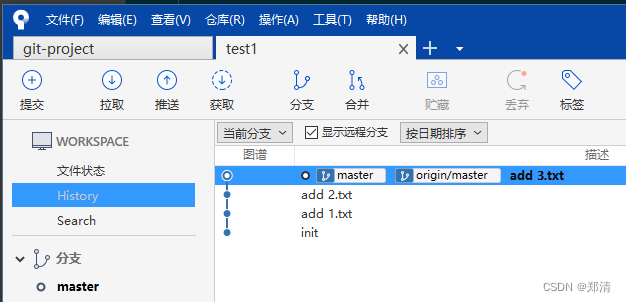 文件(F) 编辑(E) 查看(V) 仓库(R) 操作(A) 工具(T) 帮助(H)
git-project test1
提交 拉取 推送 获取 分支 合并 贮藏 丢弃 标签
WORKSPACE
文件状态
History
Search
分支
master
当前分支 显示远程分支 按日期排序
图谱 描述
master origin/master add 3.txt
add 2.txt
add 1.txt
init
CSDN @郑清